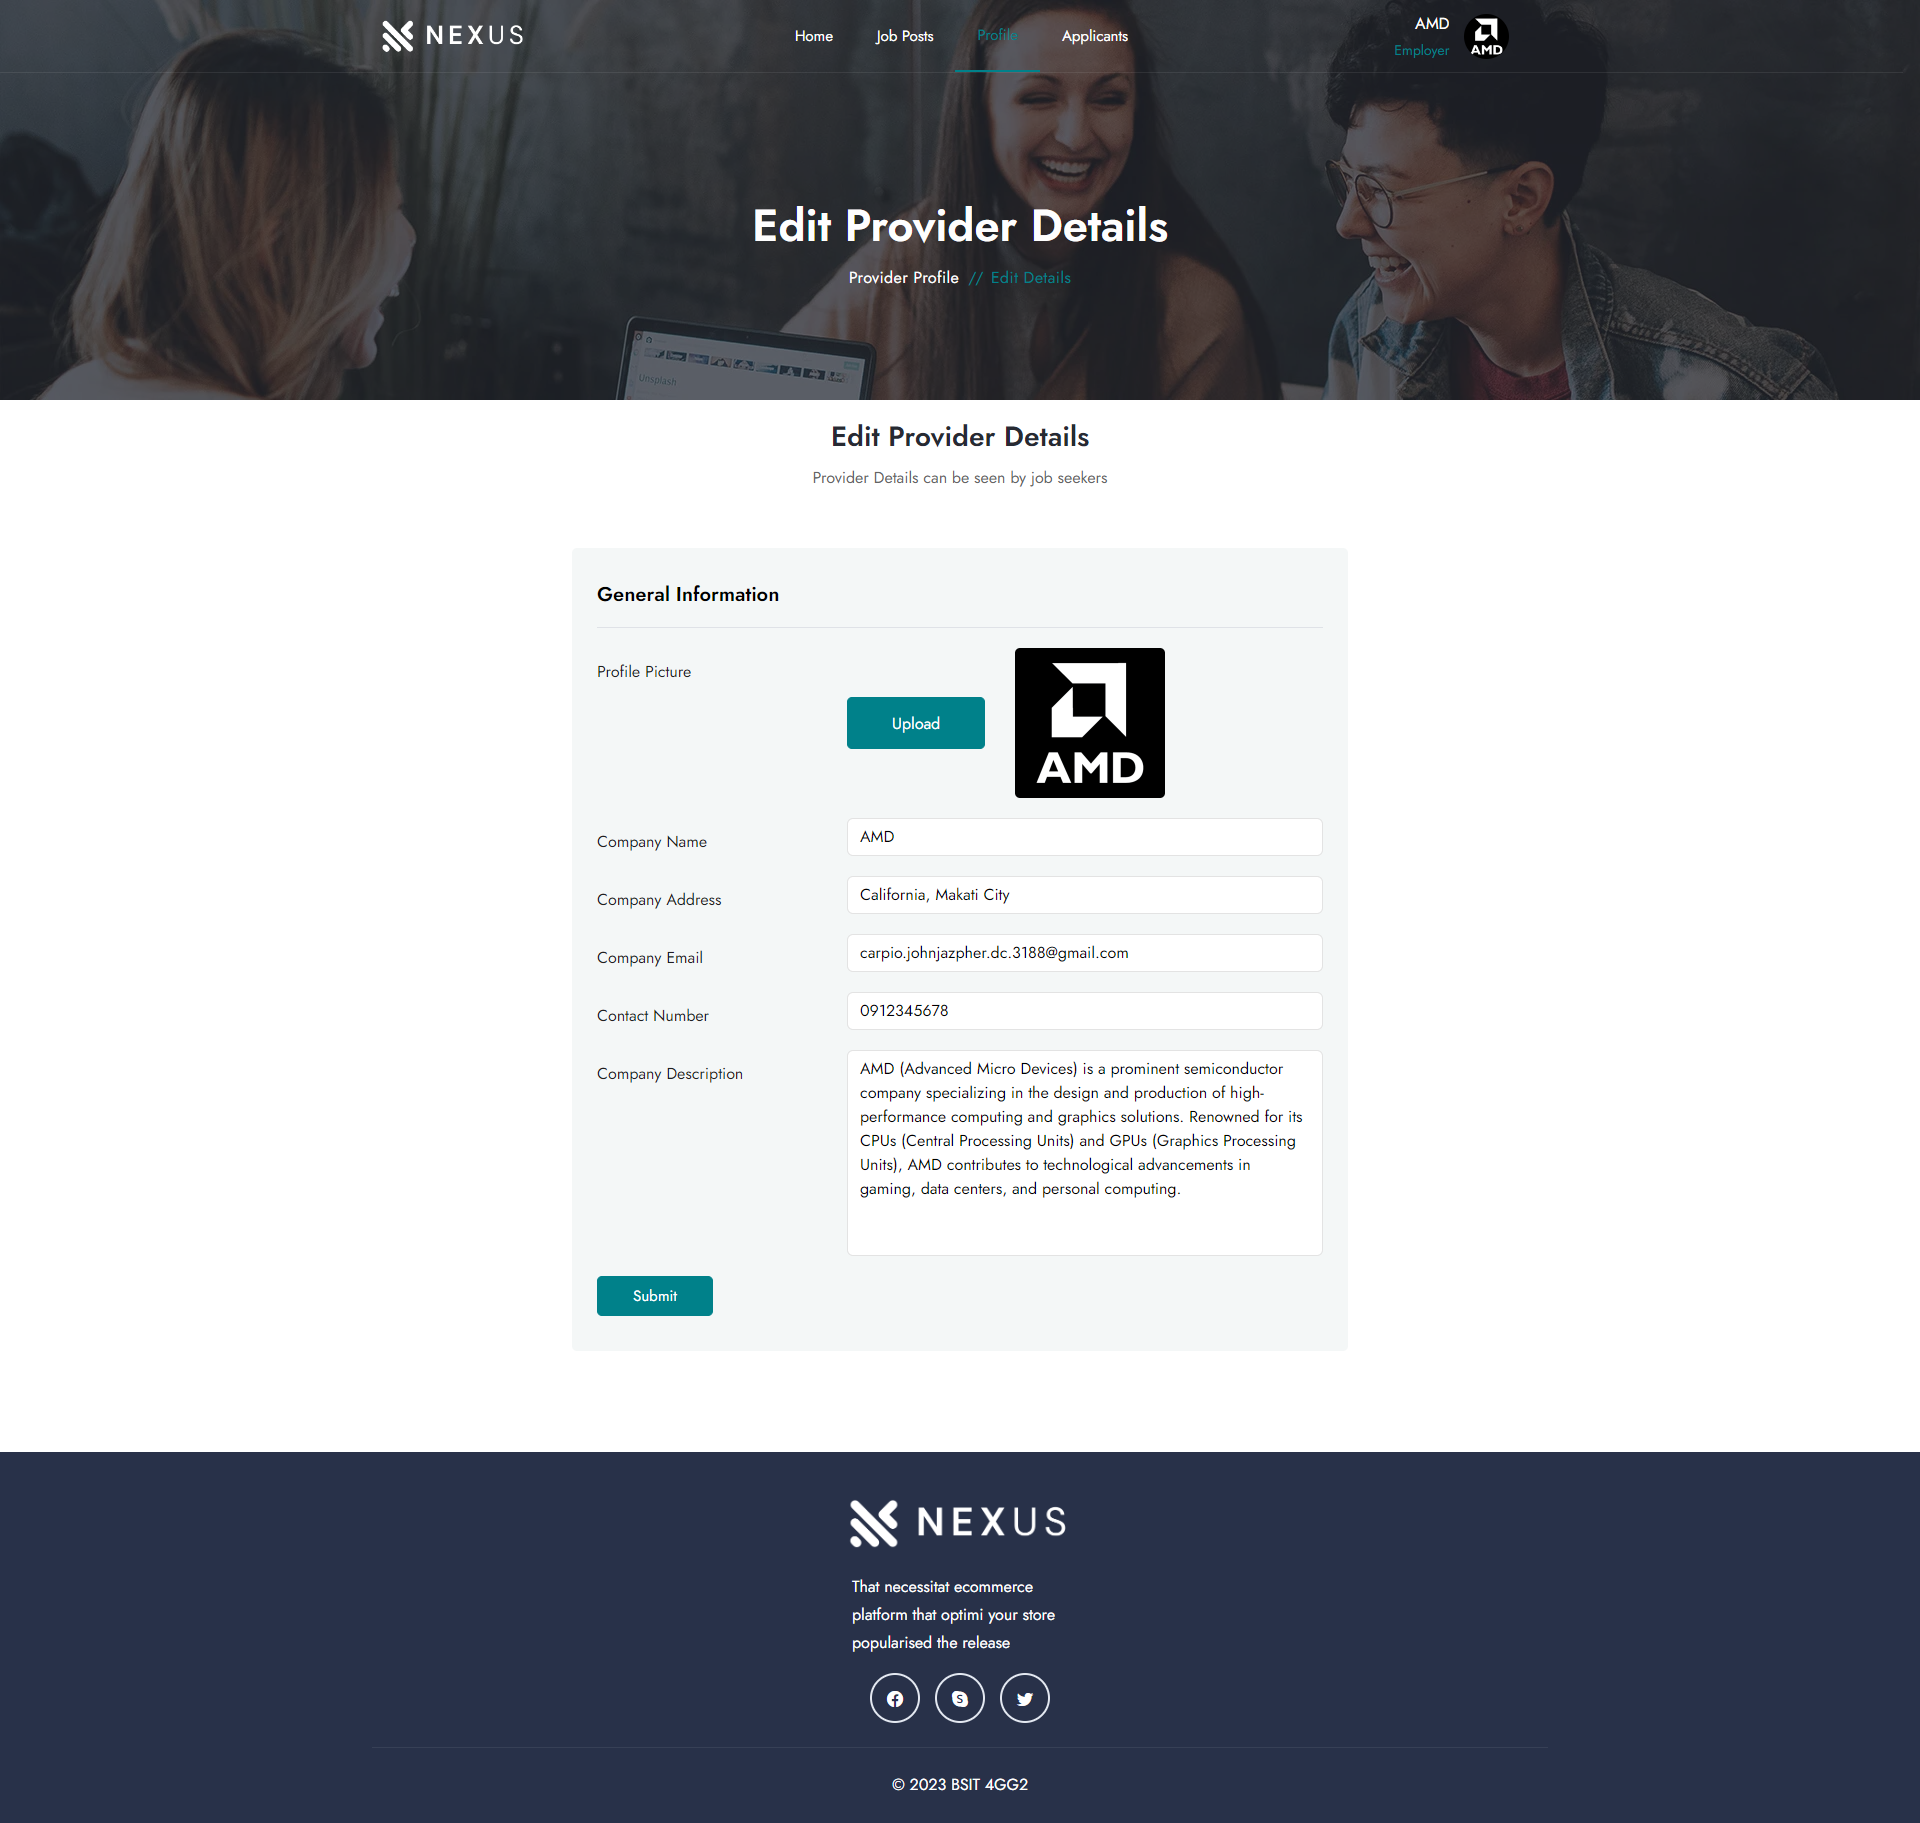 NEXUS
Home
Job Posts
Profile
Applicants
AMD
Employer
AMD
Unsplash
Edit Provider Details
Provider Profile // Edit Details
Edit Provider Details
Provider Details can be seen by job seekers
General Information
Profile Picture
Upload
AMD
Company Name
AMD
Company Address
California, Makati City
Company Email
carpio.johnjazpher.dc.3188@gmail.com
Contact Number
0912345678
Company Description
AMD (Advanced Micro Devices) is a prominent semiconductor
company specializing in the design and production of high-
performance computing and graphics solutions. Renowned for its
CPUs (Central Processing Units) and GPUs (Graphics Processing
Units), AMD contributes to technological advancements in
gaming, data centers, and personal computing.
Submit
NEXUS
That necessitat ecommerce
platform that optimi your store
popularised the release
© 2023 BSIT 4GG2